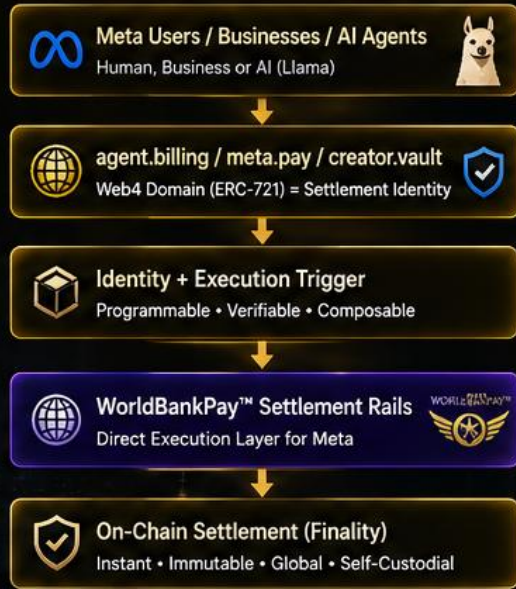 Meta Users / Businesses / AI Agents
Human, Business or AI (Llama)
agent.billing / meta.pay / creator.vault
Web4 Domain (ERC-721) = Settlement Identity
Identity + Execution Trigger
Programmable • Verifiable • Composable
WorldBankPay™ Settlement Rails
Direct Execution Layer for Meta
On-Chain Settlement (Finality)
Instant • Immutable • Global • Self-Custodial